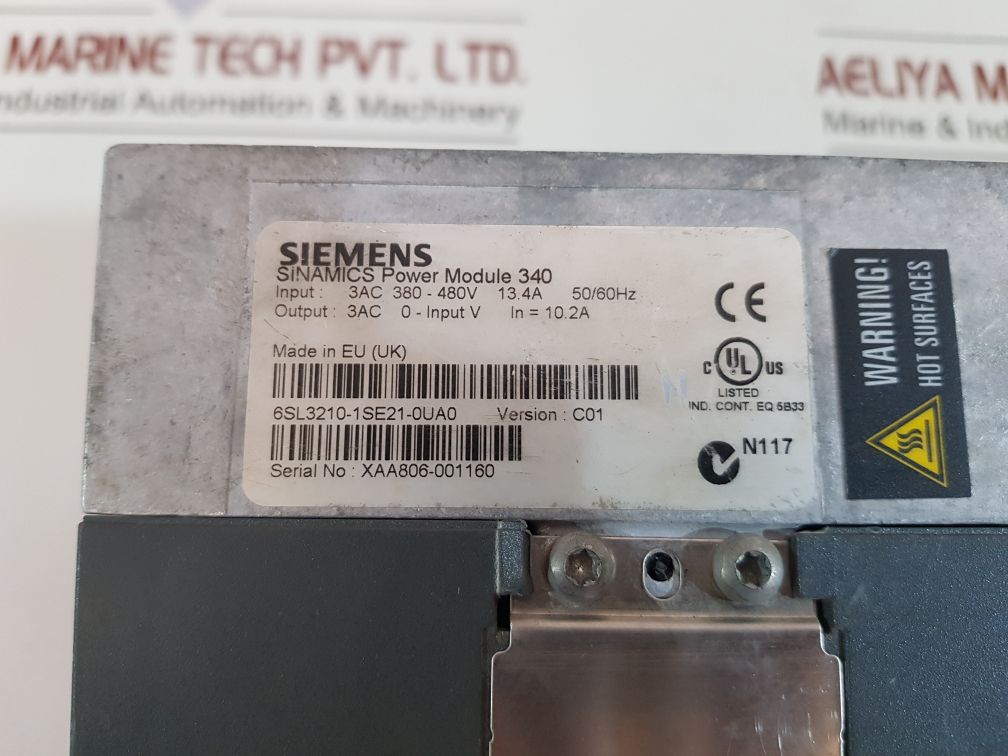 MARINE TECH PVT. LTD.
Industrial Automation & Machinery
AELIYA M
Marine & Ind
SIEMENS
SINAMICS Power Module 340
Input : 3AC 380 - 480V 13.4A 50/60Hz
Output : 3AC 0 - Input V In = 10.2A
Made in EU (UK)
6SL3210-1SE21-0UA0 Version : C01
Serial No : XAA806-001160
CE
C UL US
LISTED
IND. CONT. EQ 5B33
N117
WARNING!
HOT SURFACES